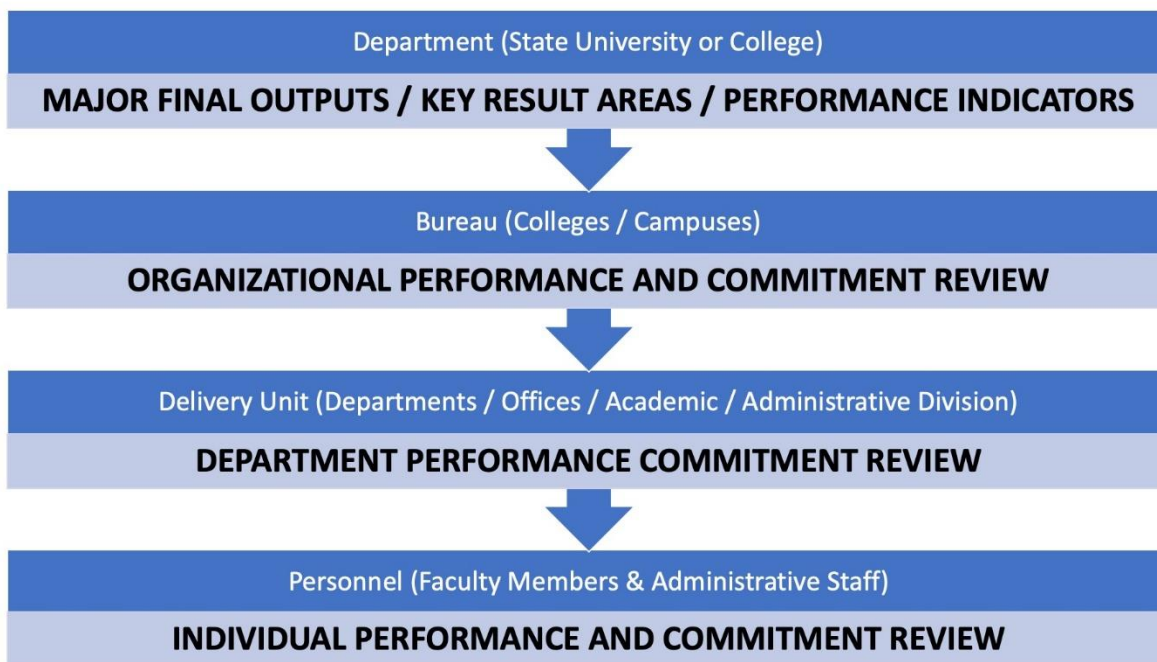 Department (State University or College)
MAJOR FINAL OUTPUTS / KEY RESULT AREAS / PERFORMANCE INDICATORS
Bureau (Colleges / Campuses)
ORGANIZATIONAL PERFORMANCE AND COMMITMENT REVIEW
Delivery Unit (Departments / Offices / Academic / Administrative Division)
DEPARTMENT PERFORMANCE COMMITMENT REVIEW
Personnel (Faculty Members & Administrative Staff)
INDIVIDUAL PERFORMANCE AND COMMITMENT REVIEW